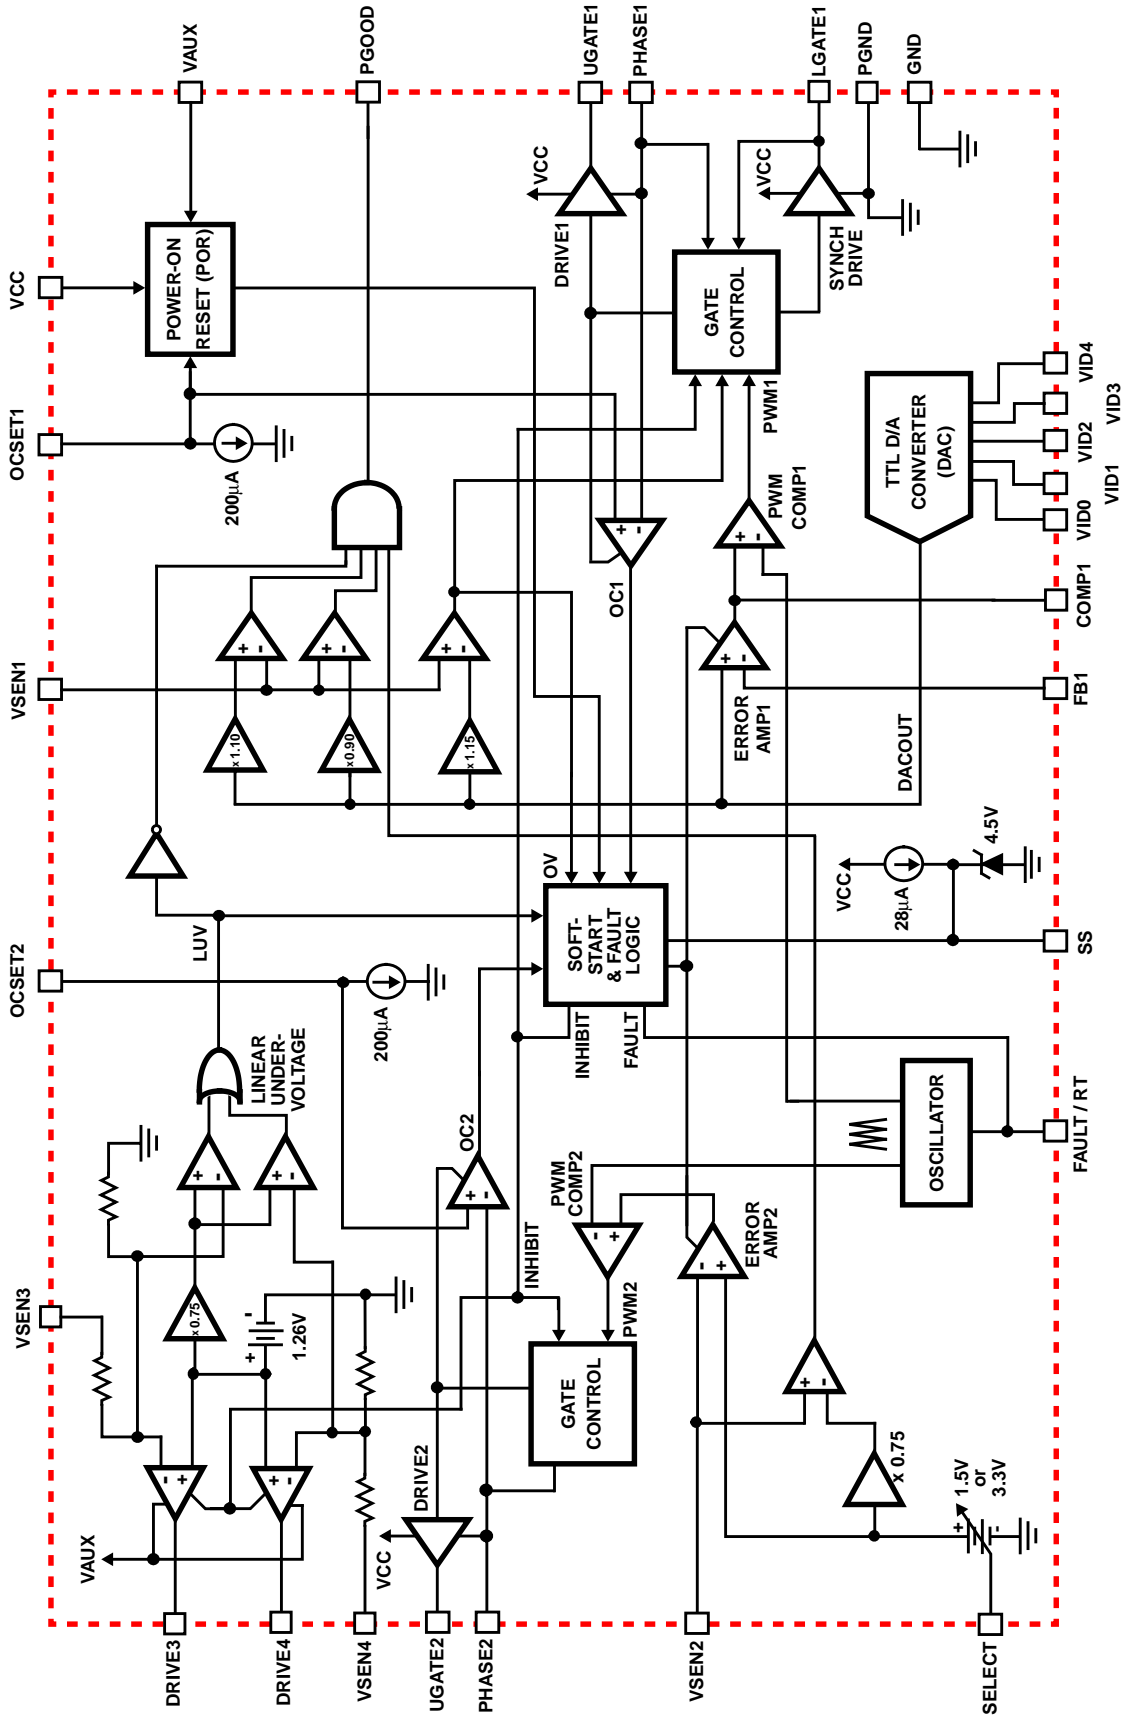 VSEN3
OCSET2
VSEN1
OCSET1
VCC
VAUX
PGOOD
UGATE1
PHASE1
LGATE1
PGND
GND
DRIVE3
DRIVE4
VSEN4
UGATE2
PHASE2
VSEN2
SELECT
FAULT / RT
SS
FB1
COMP1
VID0
VID1
VID2
VID3
VID4
VAUX
-
+
+
-
x 0.75
+
-
1.26V
+
-
+
-
LINEAR
UNDER-
VOLTAGE
LUV
200µA
x 1.10
x 0.90
x 1.15
+
-
+
-
+
-
200µA
POWER-ON
RESET (POR)
VCC
DRIVE2
OC2
+
-
INHIBIT
GATE
CONTROL
PWM2
PWM
COMP2
-
+
ERROR
AMP2
-
+
INHIBIT
FAULT
SOFT-
START
& FAULT
LOGIC
OV
OC1
+
-
DRIVE1
VCC
GATE
CONTROL
SYNCH
DRIVE
VCC
PWM1
PWM
COMP1
+
-
ERROR
AMP1
+
-
DACOUT
TTL D/A
CONVERTER
(DAC)
VCC
28µA
4.5V
OSCILLATOR
+
-
x 0.75
+
-
1.5V
or
3.3V